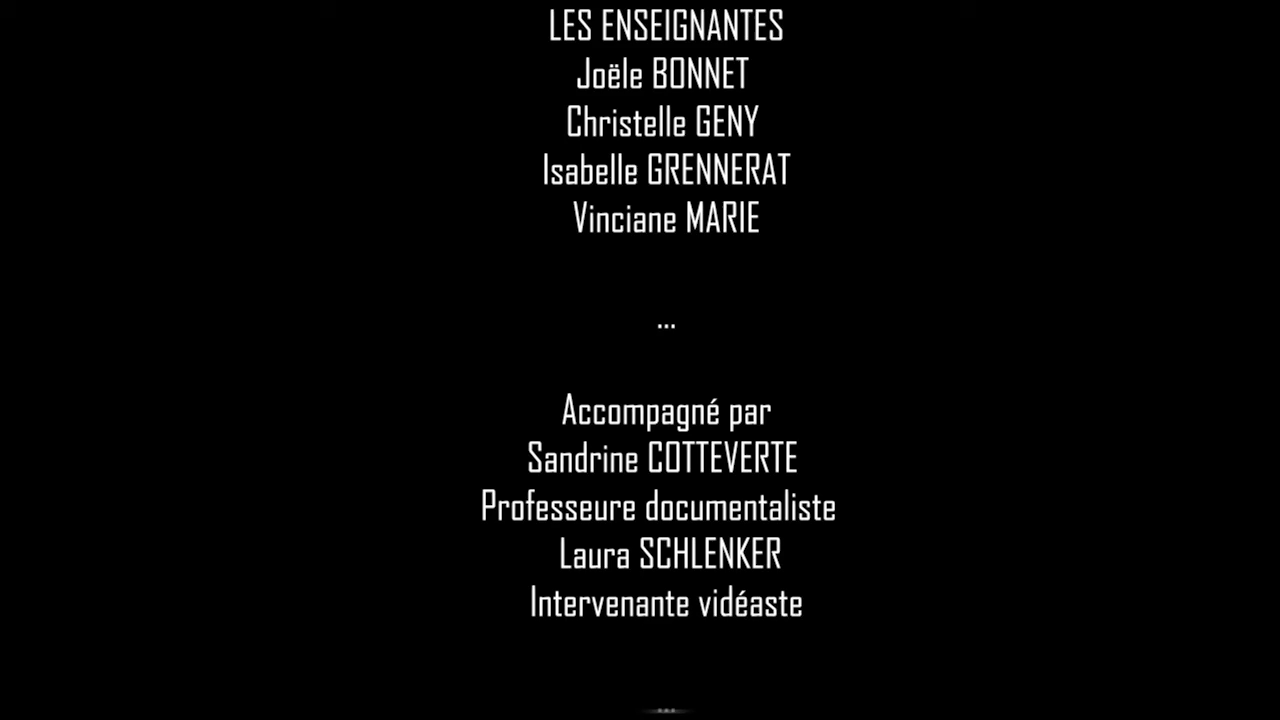 LES ENSEIGNANTES
Joële BONNET
Christelle GENY
Isabelle GRENNERAT
Vinciane MARIE
...
Accompagné par
Sandrine COTTEVERTE
Professeure documentaliste
Laura SCHLENKER
Intervenante vidéaste
...